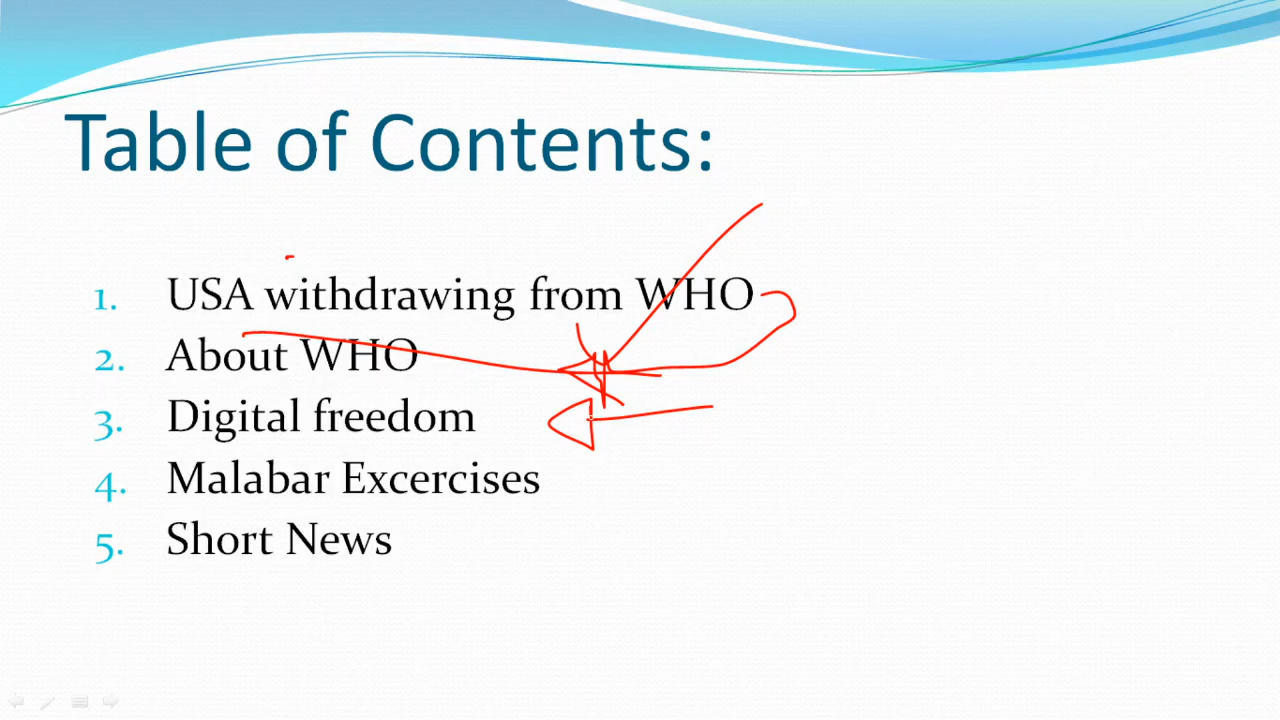 Table of Contents:
1. USA withdrawing from WHO
2. About WHO
3. Digital freedom
4. Malabar Excercises
5. Short News